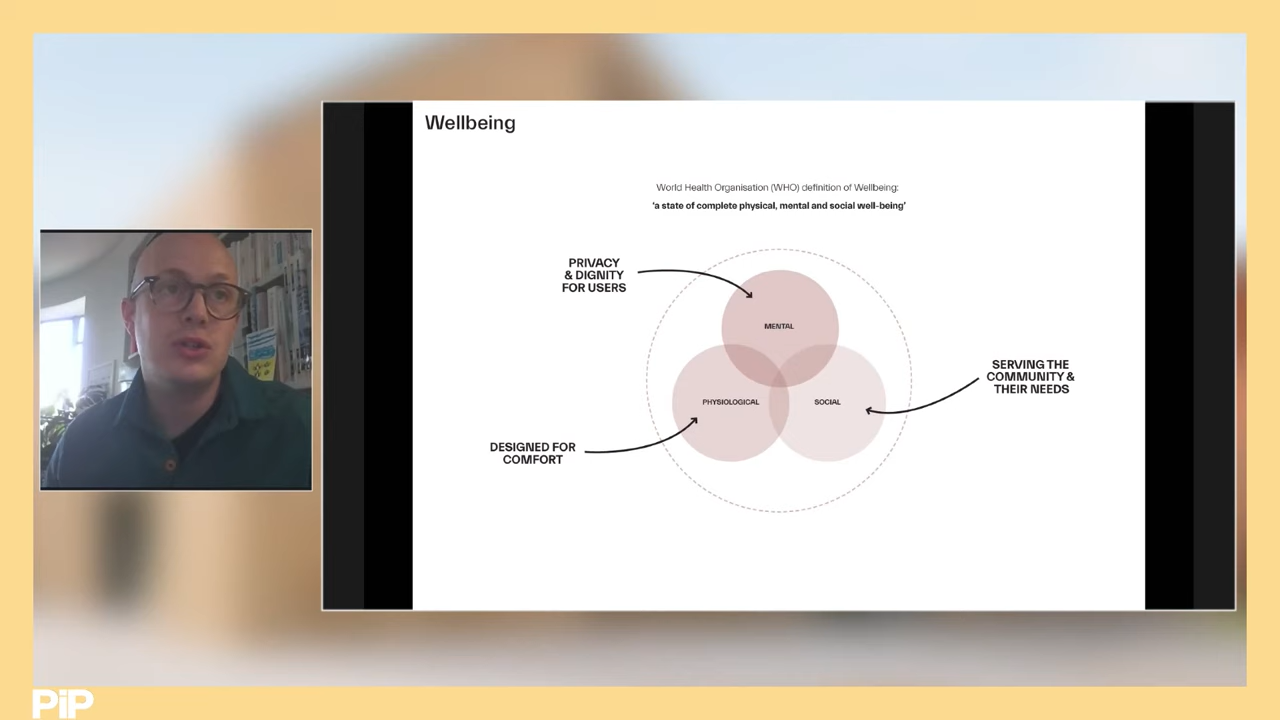 Wellbeing
World Health Organisation (WHO) definition of Wellbeing:
'a state of complete physical, mental and social well-being'
PRIVACY
& DIGNITY
FOR USERS
MENTAL
SERVING THE
COMMUNITY &
THEIR NEEDS
PHYSIOLOGICAL
SOCIAL
DESIGNED FOR
COMFORT
PiP